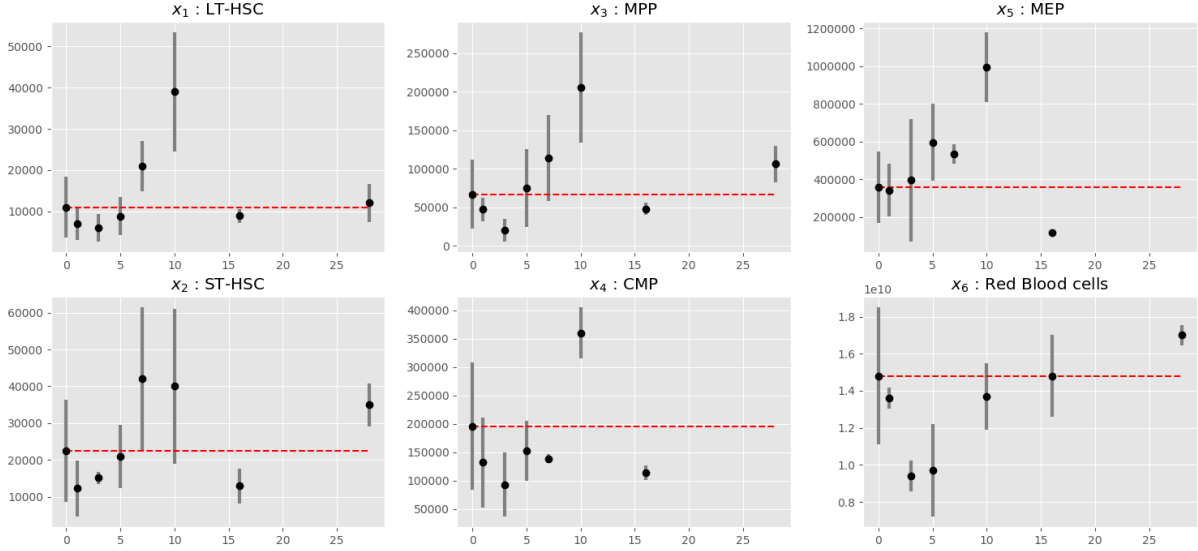 x₁ : LT-HSC
50000
40000
30000
20000
10000
0 5 10 15 20 25
x₃ : MPP
250000
200000
150000
100000
50000
0
0 5 10 15 20 25
x₅ : MEP
1200000
1000000
800000
600000
400000
200000
0 5 10 15 20 25
x₂ : ST-HSC
60000
50000
40000
30000
20000
10000
0 5 10 15 20 25
x₄ : CMP
400000
350000
300000
250000
200000
150000
100000
50000
0 5 10 15 20 25
x₆ : Red Blood cells
1e10
1.8
1.6
1.4
1.2
1.0
0.8
0 5 10 15 20 25